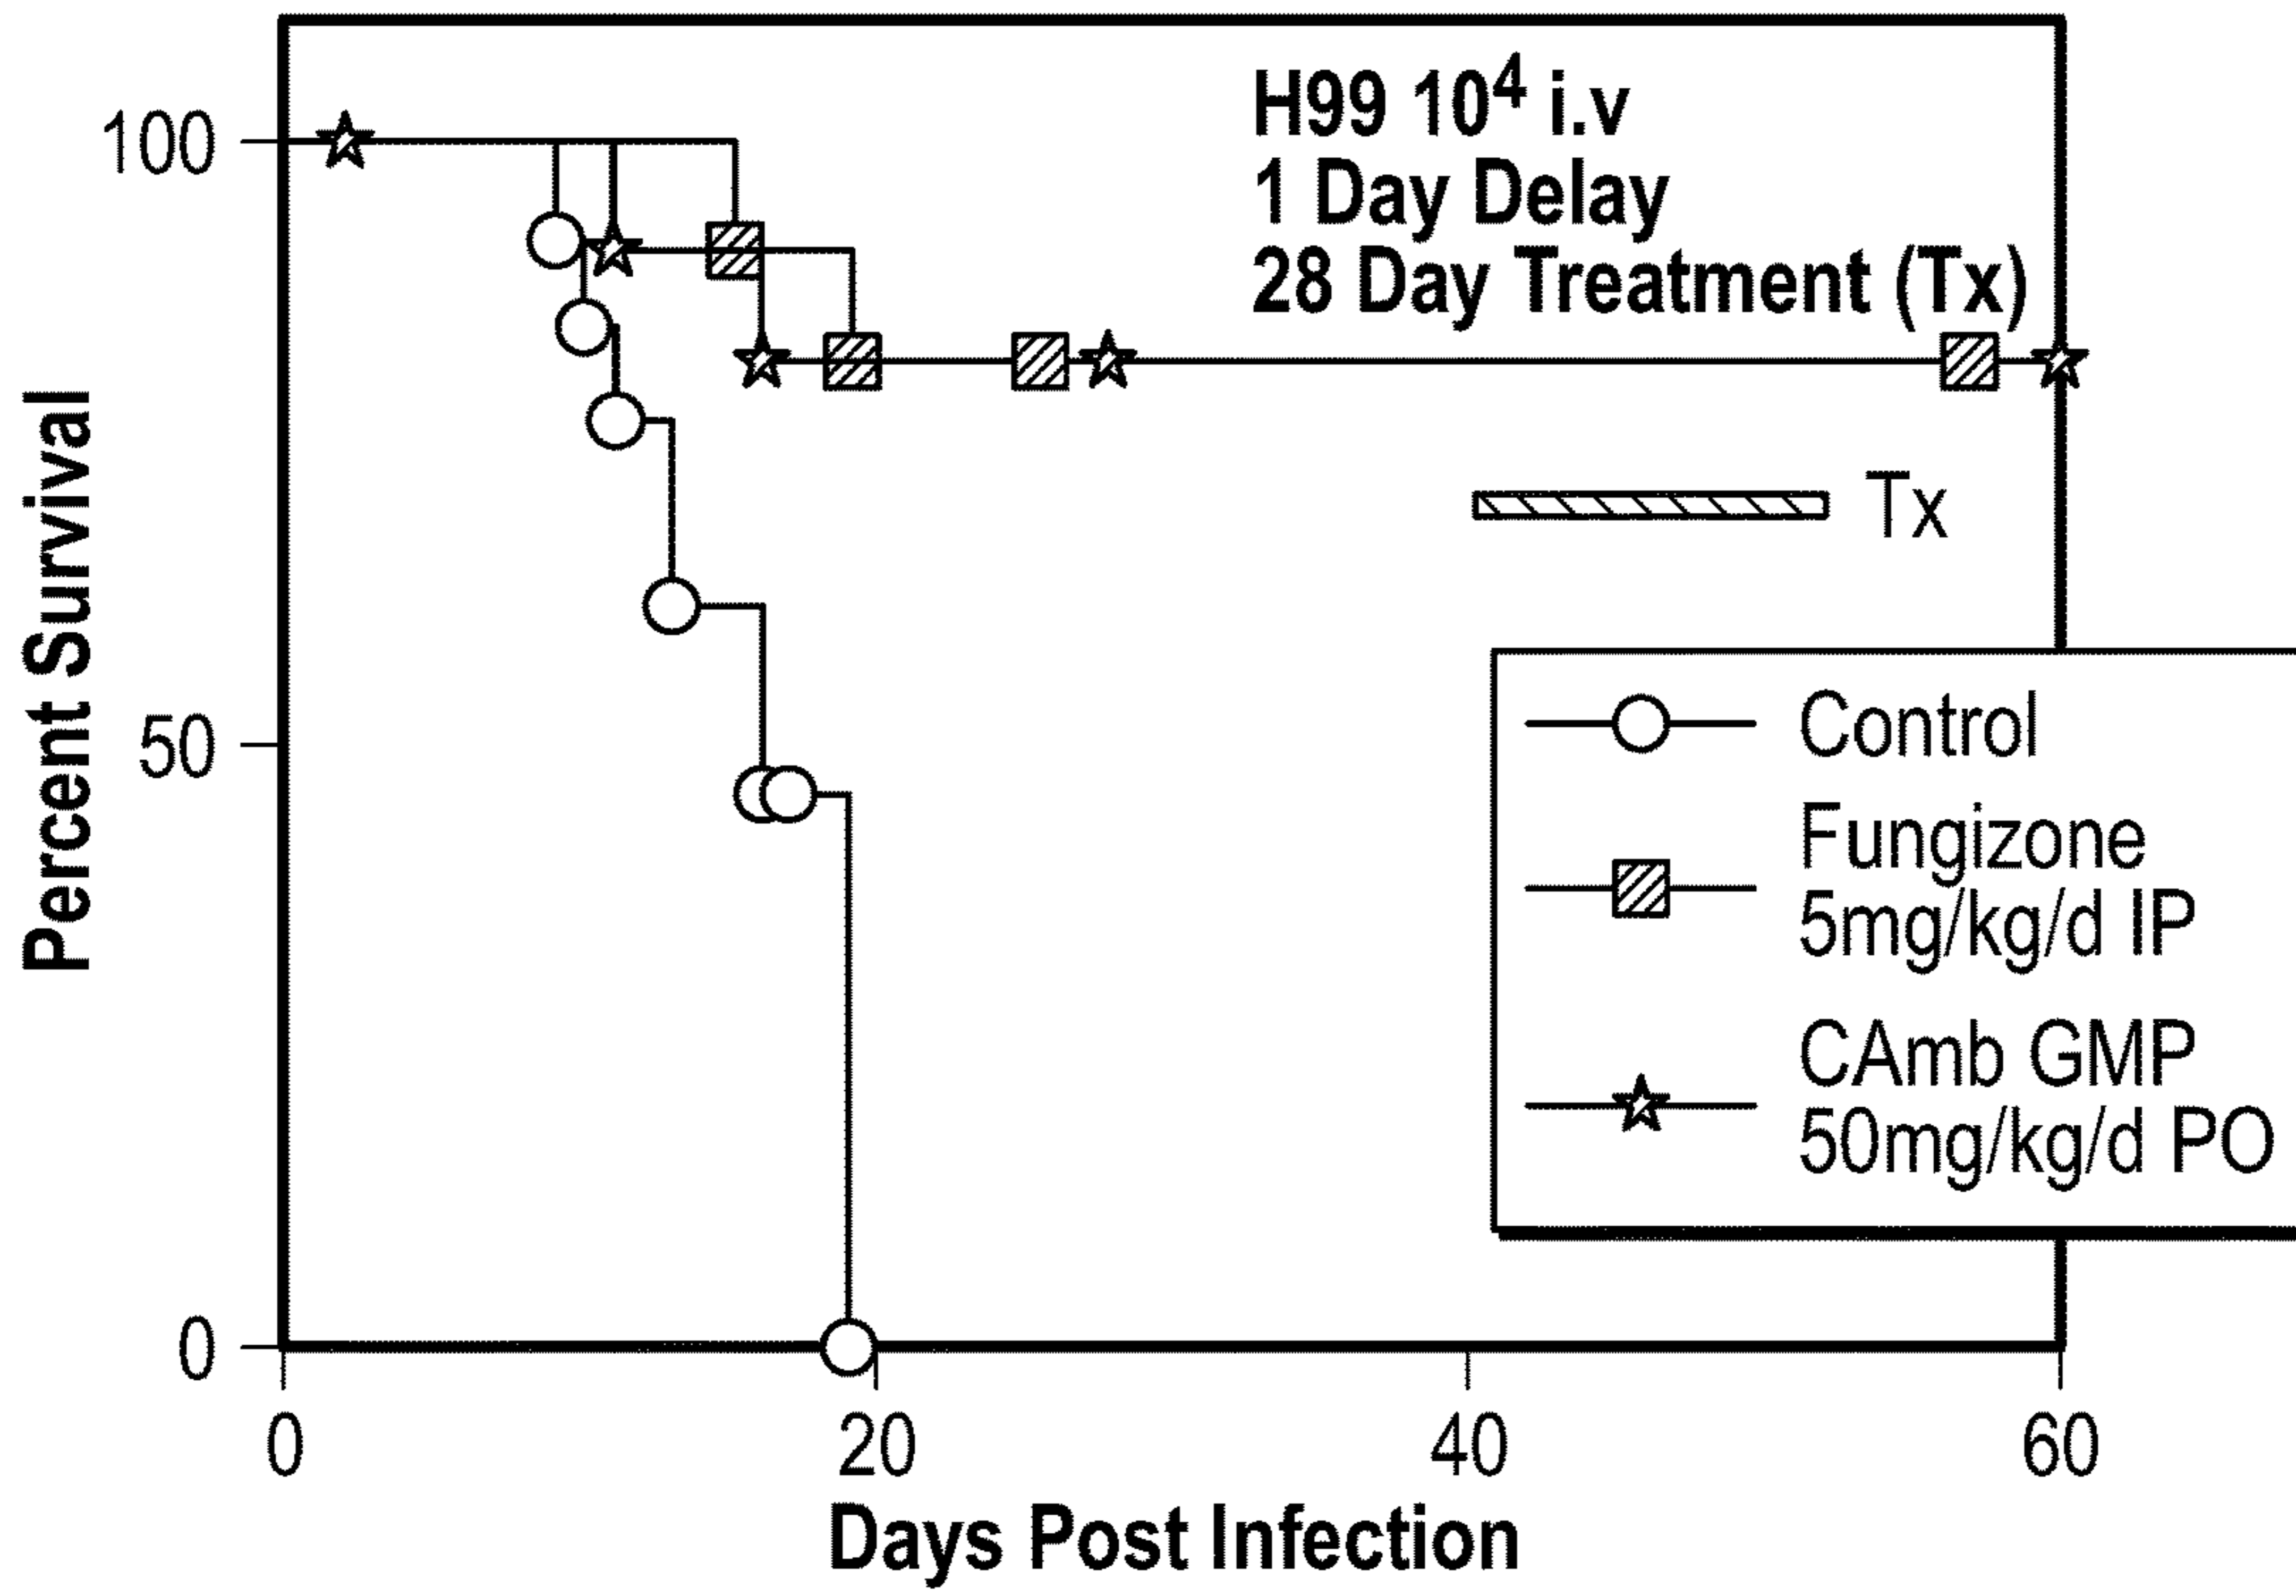 H99 10⁴ i.v
1 Day Delay
28 Day Treatment (Tx)
100
50
0
Percent Survival
Tx
Control
Fungizone
5mg/kg/d IP
CAmb GMP
50mg/kg/d PO
0
20
40
60
Days Post Infection